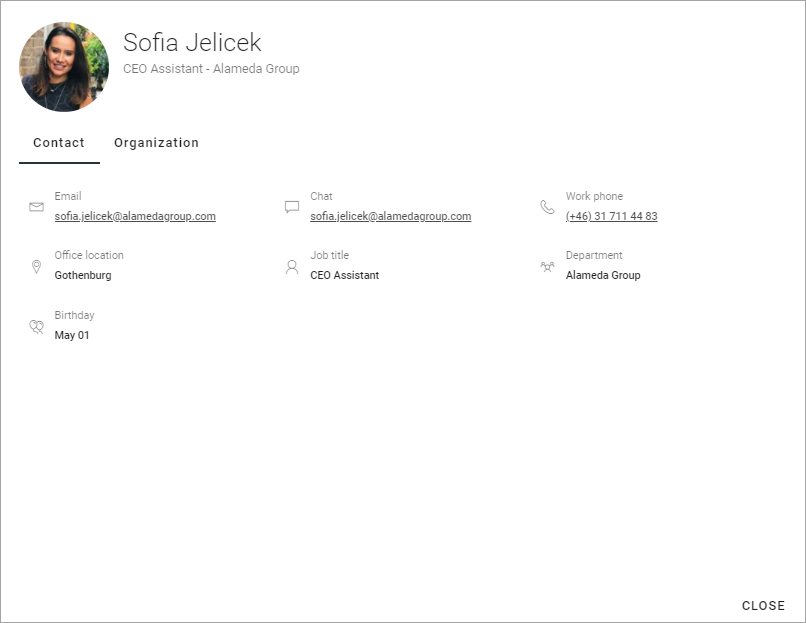 Sofia Jelicek
CEO Assistant - Alameda Group
Contact Organization
Email
sofia.jelicek@alamedagroup.com
Chat
sofia.jelicek@alamedagroup.com
Work phone
(+46) 31 711 44 83
Office location
Gothenburg
Job title
CEO Assistant
Department
Alameda Group
Birthday
May 01
CLOSE